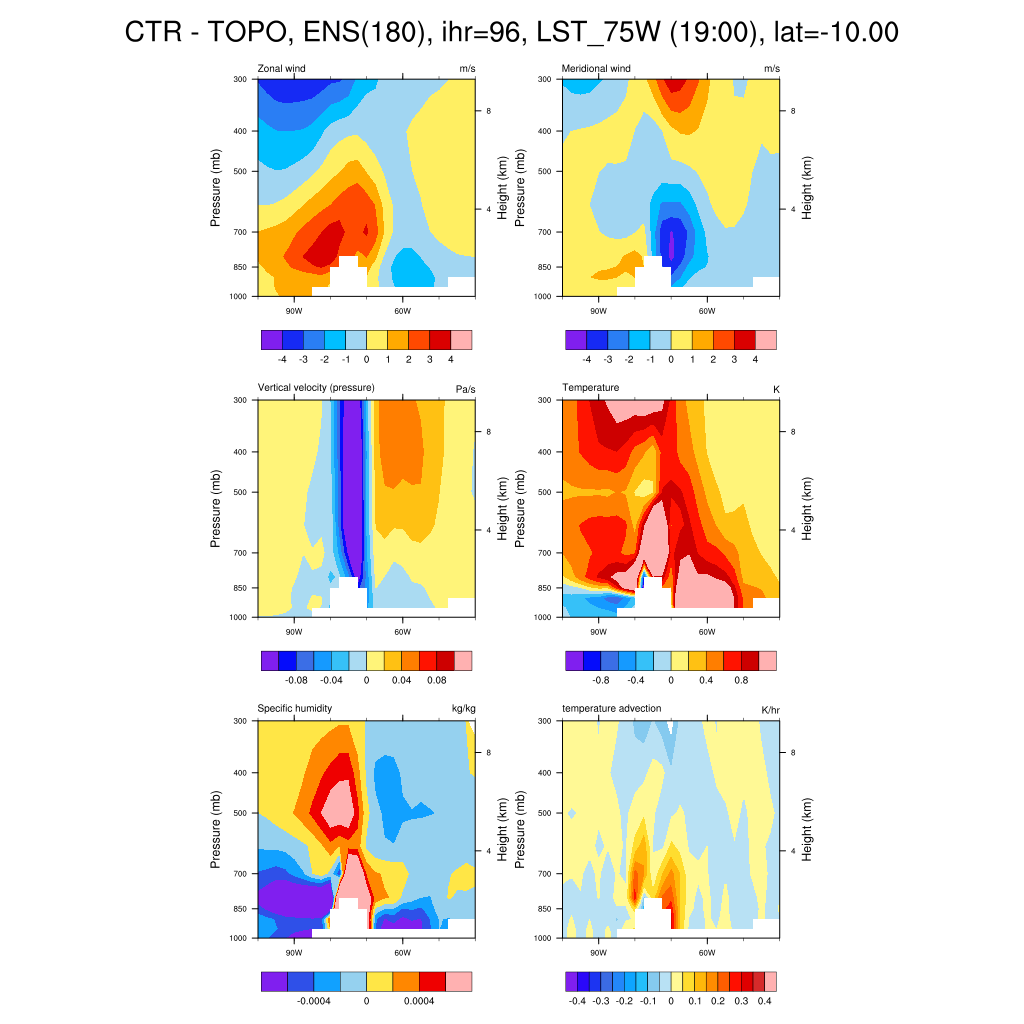 CTR - TOPO, ENS(180), ihr=96, LST_75W (19:00), lat=-10.00
Zonal wind m/s
Meridional wind m/s
Pressure (mb)
300
400
500
700
850
1000
90W 60W
8
4
Height (km)
-4 -3 -2 -1 0 1 2 3 4
Pressure (mb)
300
400
500
700
850
1000
90W 60W
8
4
Height (km)
-4 -3 -2 -1 0 1 2 3 4
Vertical velocity (pressure) Pa/s
Temperature K
Pressure (mb)
300
400
500
700
850
1000
90W 60W
8
4
Height (km)
-0.08 -0.04 0 0.04 0.08
Pressure (mb)
300
400
500
700
850
1000
90W 60W
8
4
Height (km)
-0.8 -0.4 0 0.4 0.8
Specific humidity kg/kg
temperature advection K/hr
Pressure (mb)
300
400
500
700
850
1000
90W 60W
8
4
Height (km)
-0.0004 0 0.0004
Pressure (mb)
300
400
500
700
850
1000
90W 60W
8
4
Height (km)
-0.4 -0.3 -0.2 -0.1 0 0.1 0.2 0.3 0.4